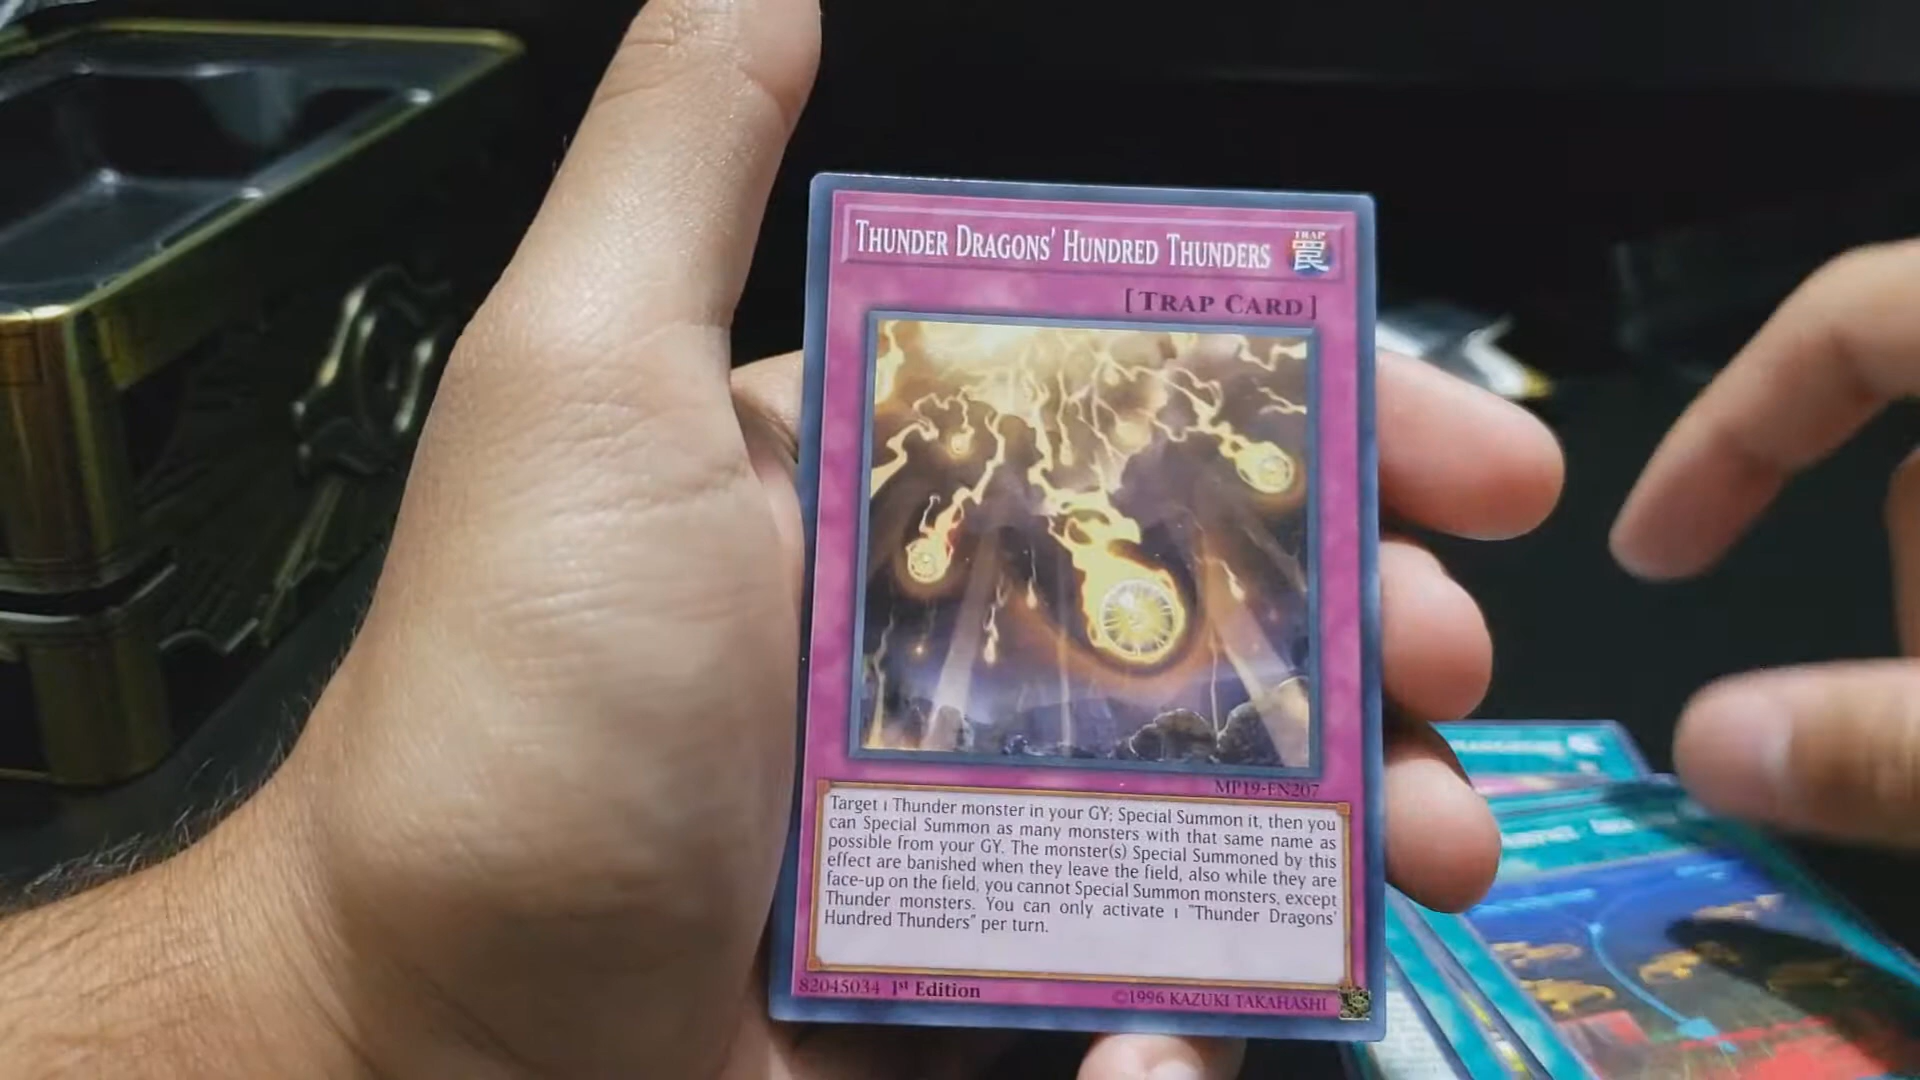 THUNDER DRAGONS' HUNDRED THUNDERS
TRAP
罠
[TRAP CARD]
MP19-EN207
Target 1 Thunder monster in your GY; Special Summon it, then you
can Special Summon as many monsters with that same name as
possible from your GY. The monster(s) Special Summoned by this
effect are banished when they leave the field, also while they are
face-up on the field, you cannot Special Summon monsters, except
Thunder monsters. You can only activate 1 "Thunder Dragons'
Hundred Thunders" per turn.
82045034 1st Edition
©1996 KAZUKI TAKAHASHI